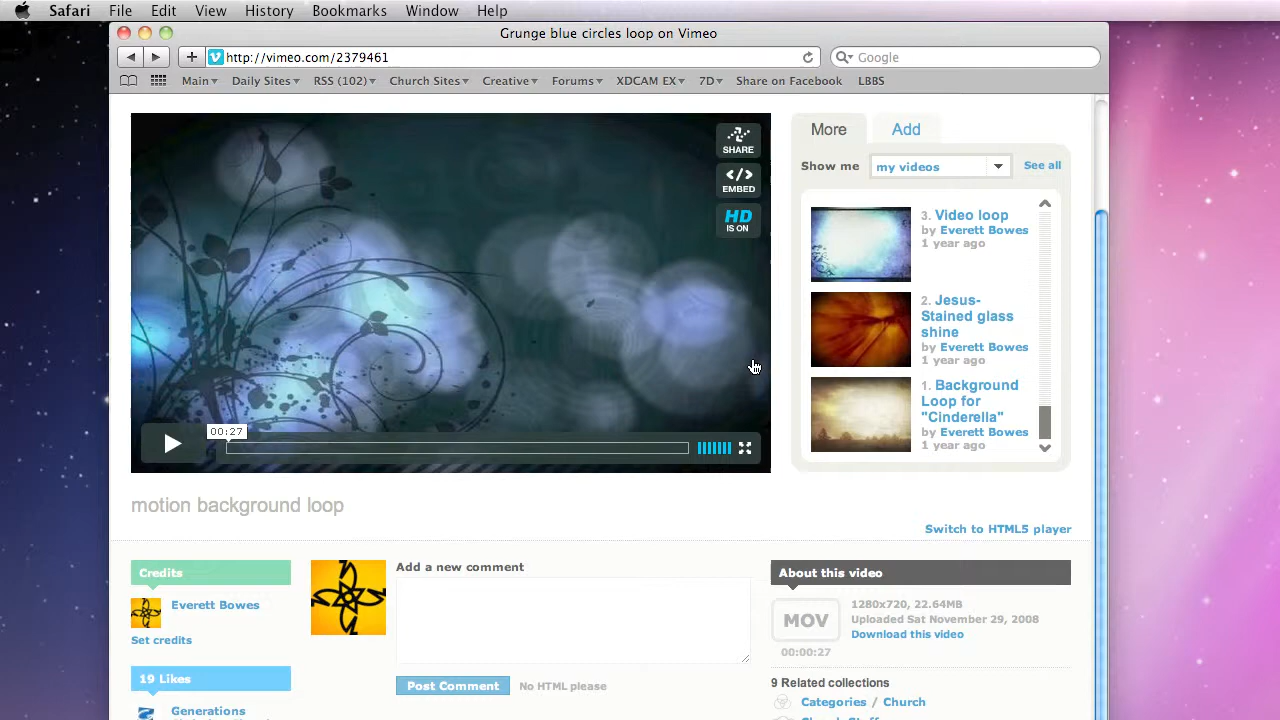 Safari File Edit View History Bookmarks Window Help
Grunge blue circles loop on Vimeo
http://vimeo.com/2379461
Google
Main Daily Sites RSS (102) Church Sites Creative Forums XDCAM EX 7D Share on Facebook LBBS
SHARE
</>
EMBED
HD
IS ON
00:27
More Add
Show me my videos See all
3. Video loop
by Everett Bowes
1 year ago
2. Jesus-
Stained glass
shine
by Everett Bowes
1 year ago
1. Background
Loop for
"Cinderella"
by Everett Bowes
1 year ago
motion background loop
Switch to HTML5 player
Credits
Everett Bowes
Set credits
19 Likes
Generations
Add a new comment
Post Comment No HTML please
About this video
MOV
00:00:27
1280x720, 22.64MB
Uploaded Sat November 29, 2008
Download this video
9 Related collections
Categories / Church